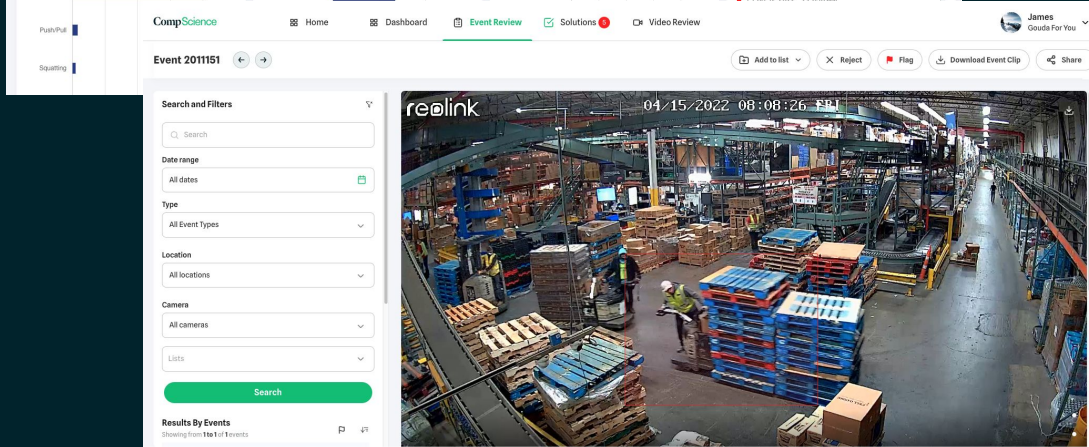 Push/Pull
Squatting
CompScience
Home
Dashboard
Event Review
Solutions 5
Video Review
James
Gouda For You
Event 2011151
Add to list
Reject
Flag
Download Event Clip
Share
Search and Filters
Search
Date range
All dates
Type
All Event Types
Location
All locations
Camera
All cameras
Lists
Search
Results By Events
Showing from 1 to 1 of 1 events
reolink
04/15/2022 08:08:26 FRI